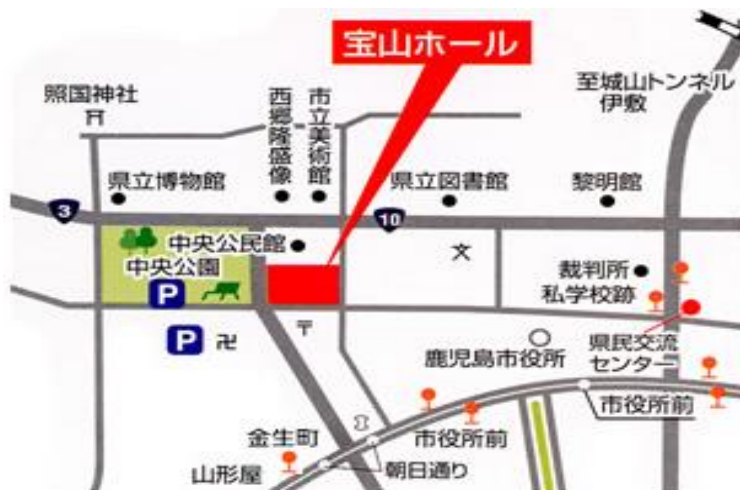 宝山ホール
至城山トンネル
伊敷
照国神社
西郷隆盛像
市立美術館
県立博物館
県立図書館
黎明館
3
10
中央公民館
中央公園
P
P
文
裁判所
私学校跡
県民交流
センター
鹿児島市役所
市役所前
市役所前
金生町
朝日通り
山形屋